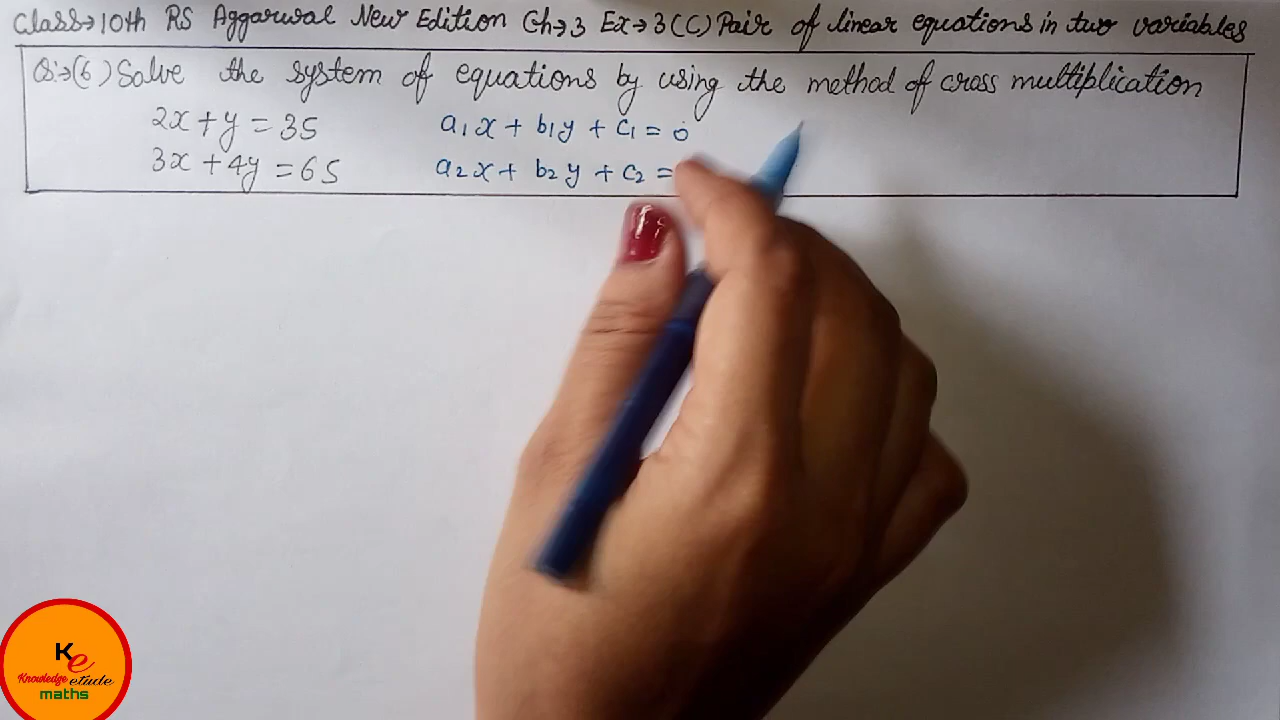 Class→10th RS Aggarwal New Edition Ch→3 Ex→3(C) Pair of linear equations in two variables
Q:→(6) Solve the system of equations by using the method of cross multiplication
2x + y = 35 a₁x + b₁y + c₁ = 0
3x + 4y = 65 a₂x + b₂y + c₂ =
Ke
Knowledge etude
maths